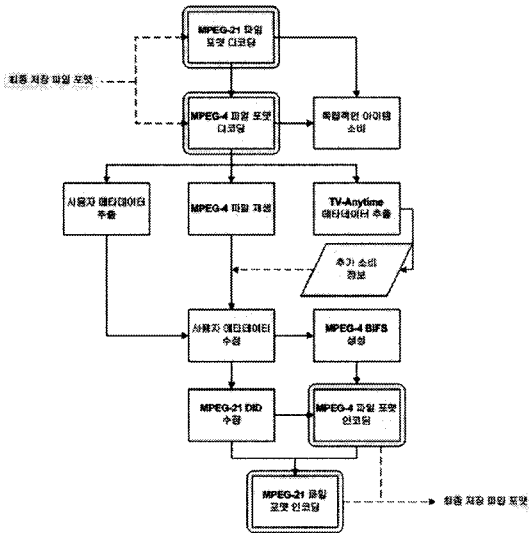 MPEG-21 파일
포맷 디코딩
최종 저장 파일 포맷
MPEG-4 파일 포맷
디코딩
독립적인 아이템
소비
사용자 메타데이터
추출
MPEG-4 파일 재생
TV-Anytime
메타데이터 추출
추가 소비
정보
사용자 메타데이터
수정
MPEG-4 BIFS
생성
MPEG-21 DID
수정
MPEG-4 파일 포맷
인코딩
MPEG-21 파일
포맷 인코딩
최종 저장 파일 포맷